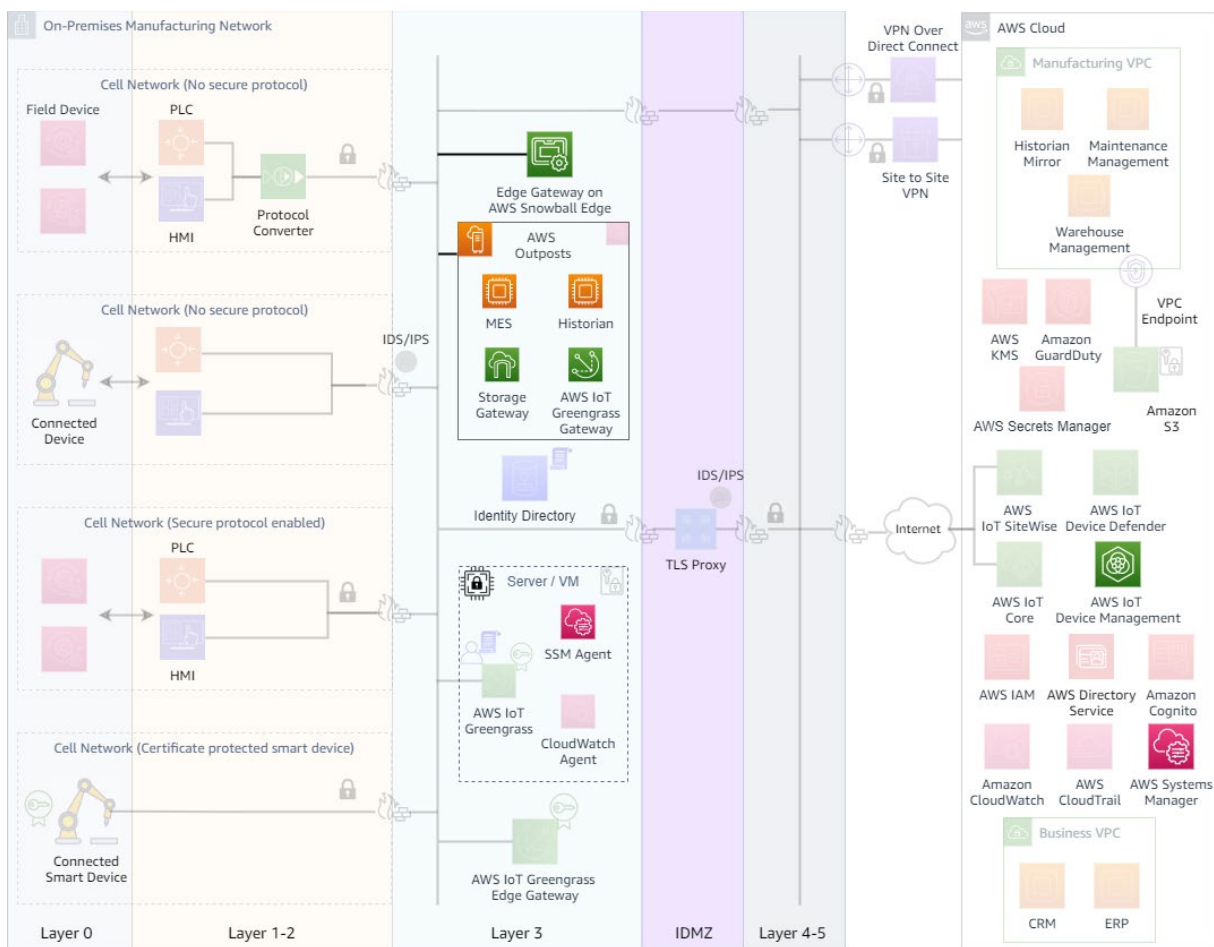 On-Premises Manufacturing Network
Cell Network (No secure protocol)
Field Device
PLC
HMI
Protocol
Converter
Cell Network (No secure protocol)
Connected
Device
IDS/IPS
Cell Network (Secure protocol enabled)
PLC
HMI
Cell Network (Certificate protected smart device)
Connected
Smart Device
Edge Gateway on
AWS Snowball Edge
AWS
Outposts
MES
Historian
Storage
Gateway
AWS IoT
Greengrass
Gateway
Identity Directory
Server / VM
SSM Agent
AWS IoT
Greengrass
CloudWatch
Agent
AWS IoT Greengrass
Edge Gateway
IDS/IPS
TLS Proxy
VPN Over
Direct Connect
Site to Site
VPN
Internet
aws
AWS Cloud
Manufacturing VPC
Historian
Mirror
Maintenance
Management
Warehouse
Management
VPC
Endpoint
AWS
KMS
Amazon
GuardDuty
AWS Secrets Manager
Amazon
S3
AWS
IoT SiteWise
AWS IoT
Device Defender
AWS IoT
Core
AWS IoT
Device Management
AWS IAM
AWS Directory
Service
Amazon
Cognito
Amazon
CloudWatch
AWS
CloudTrail
AWS Systems
Manager
Business VPC
CRM
ERP
Layer 0
Layer 1-2
Layer 3
IDMZ
Layer 4-5